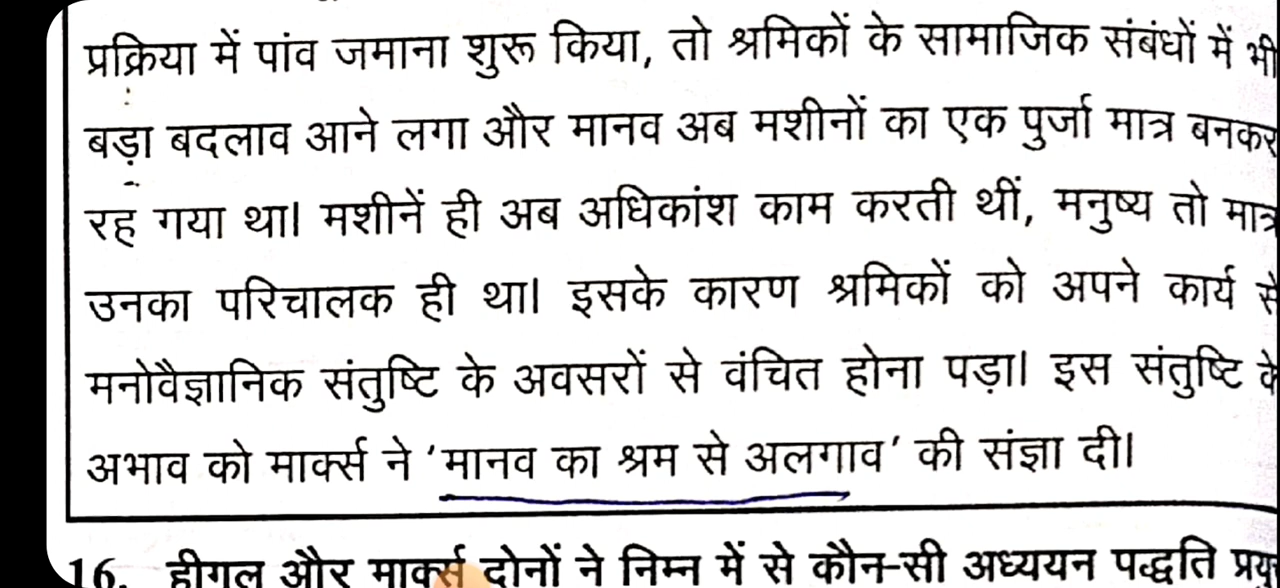 प्रक्रिया में पांव जमाना शुरू किया, तो श्रमिकों के सामाजिक संबंधों में भी
बड़ा बदलाव आने लगा और मानव अब मशीनों का एक पुर्जा मात्र बनकर
रह गया था। मशीनें ही अब अधिकांश काम करती थीं, मनुष्य तो मात्र
उनका परिचालक ही था। इसके कारण श्रमिकों को अपने कार्य से
मनोवैज्ञानिक संतुष्टि के अवसरों से वंचित होना पड़ा। इस संतुष्टि के
अभाव को मार्क्स ने ‘मानव का श्रम से अलगाव’ की संज्ञा दी।
16. हीगल और मार्क्स दोनों ने निम्न में से कौन-सी अध्ययन पद्धति